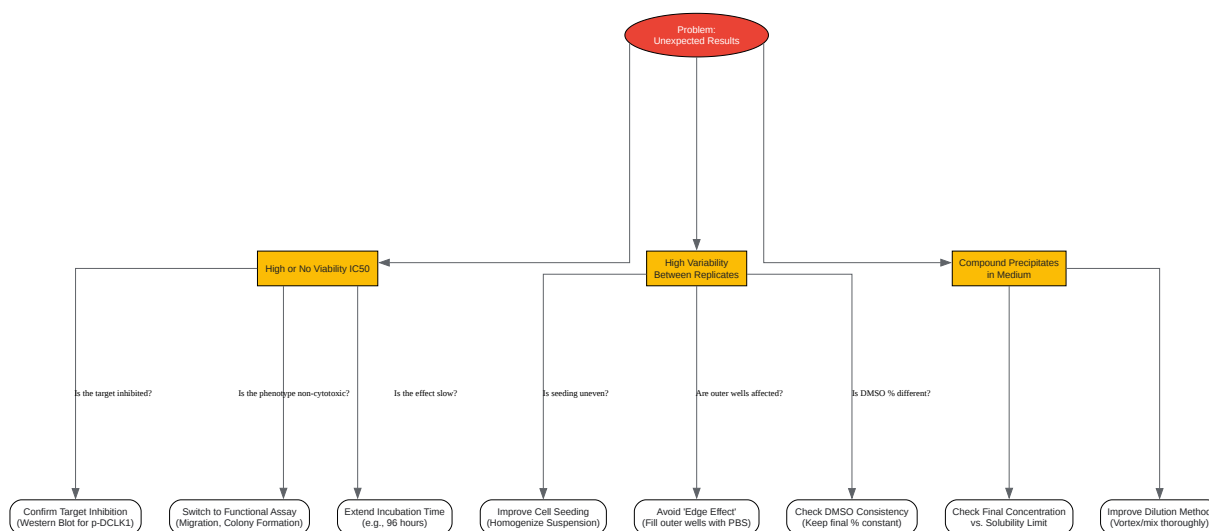 Problem:
Unexpected Results
High or No Viability IC50
High Variability
Between Replicates
Compound Precipitates
in Medium
Is the target inhibited?
Is the phenotype non-cytotoxic?
Is the effect slow?
Is seeding uneven?
Are outer wells affected?
Is DMSO % different?
Confirm Target Inhibition
(Western Blot for p-DCLK1)
Switch to Functional Assay
(Migration, Colony Formation)
Extend Incubation Time
(e.g., 96 hours)
Improve Cell Seeding
(Homogenize Suspension)
Avoid 'Edge Effect'
(Fill outer wells with PBS)
Check DMSO Consistency
(Keep final % constant)
Check Final Concentration
vs. Solubility Limit
Improve Dilution Method
(Vortex/mix thoroughly)